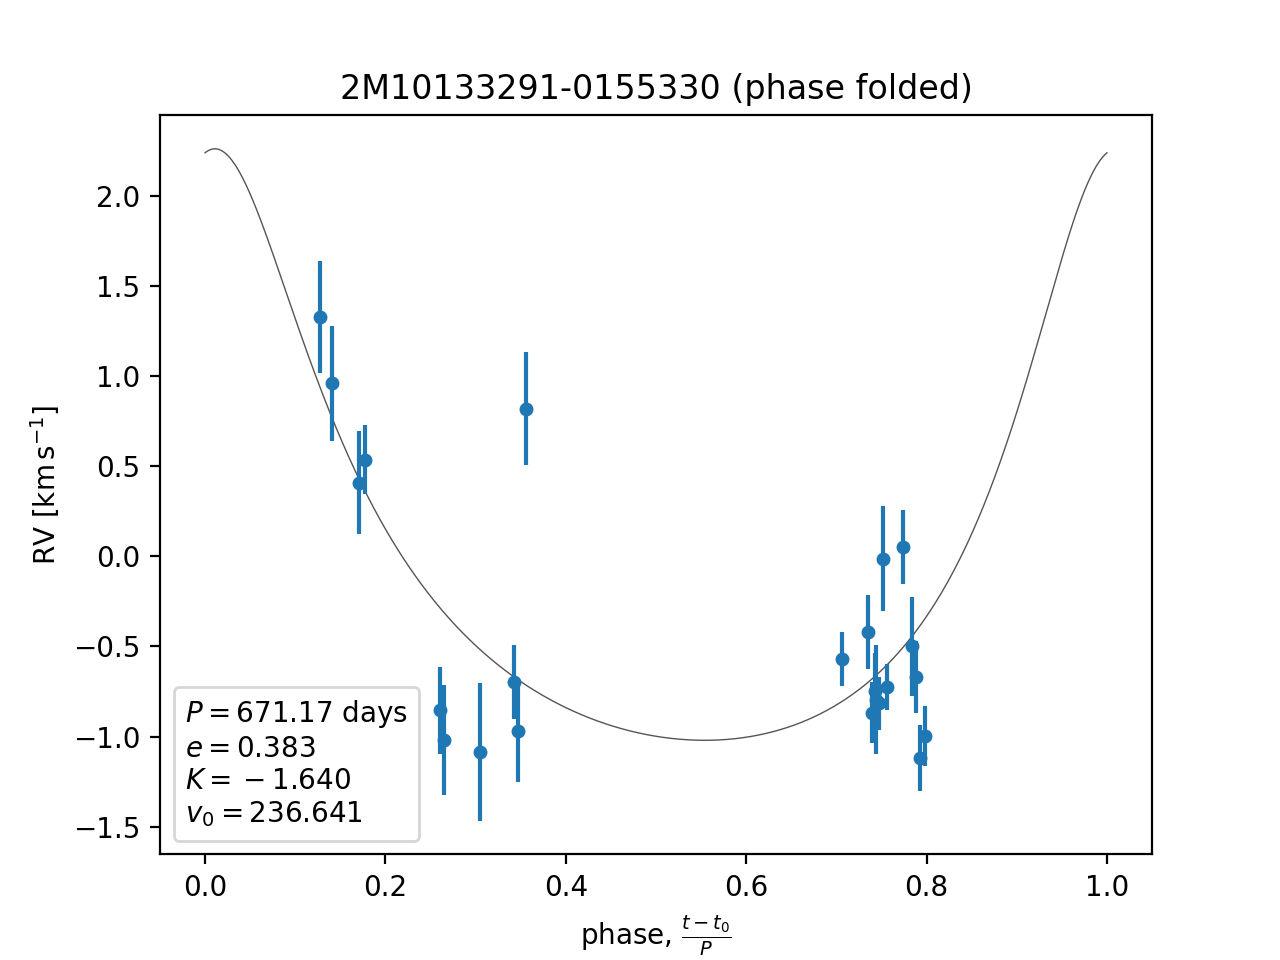 2M10133291-0155330 (phase folded)
RV [km s⁻¹]
2.0
1.5
1.0
0.5
0.0
−0.5
−1.0
−1.5
P = 671.17 days
e = 0.383
K = −1.640
v₀ = 236.641
0.0 0.2 0.4 0.6 0.8 1.0
phase, (t − t₀)/P